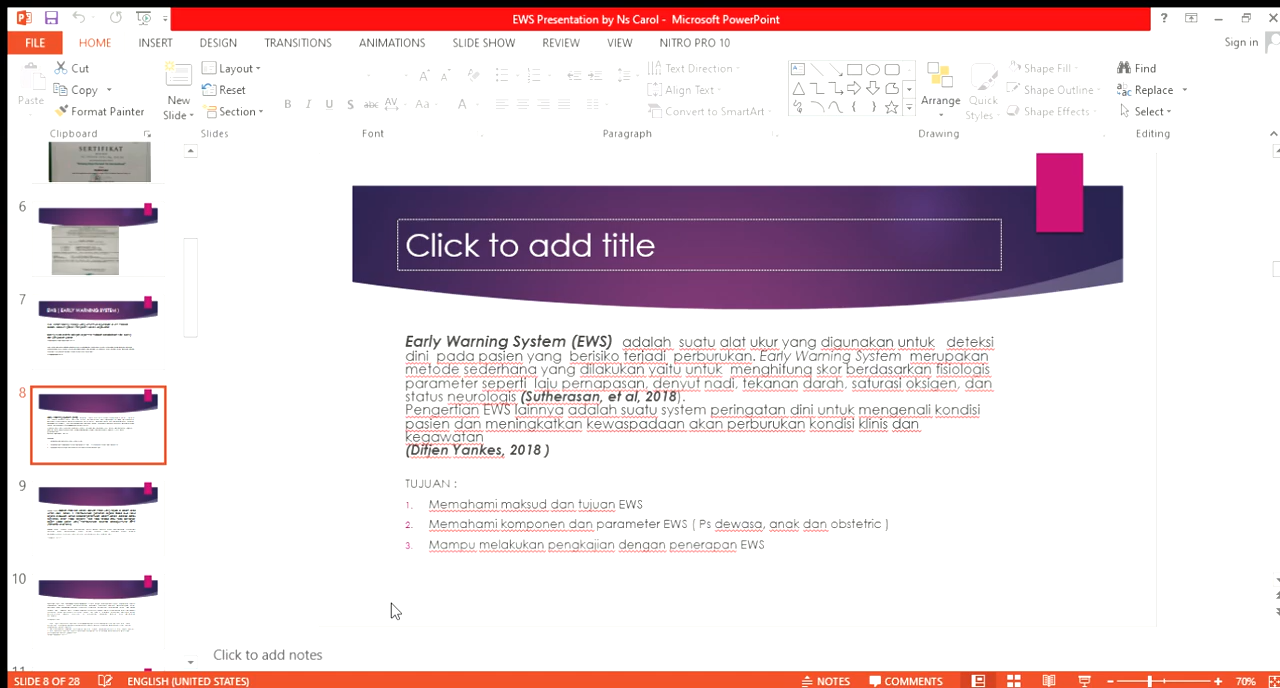 EWS Presentation by Ns Carol - Microsoft PowerPoint
FILE HOME INSERT DESIGN TRANSITIONS ANIMATIONS SLIDE SHOW REVIEW VIEW NITRO PRO 10 Sign in
Paste
Cut
Copy
Format Painter
Clipboard
New Slide
Layout
Reset
Section
Slides
B I U S abc AV Aa A
Font
Text Direction
Align Text
Convert to SmartArt
Paragraph
Arrange
Quick Styles
Shape Fill
Shape Outline
Shape Effects
Drawing
Find
Replace
Select
Editing
SERTIFIKAT
6
7
EWS ( EARLY WARNING SYSTEM )
8
9
10
11
Click to add title
Early Warning System (EWS) adalah suatu alat ukur yang digunakan untuk deteksi
dini pada pasien yang berisiko terjadi perburukan. Early Warning System merupakan
metode sederhana yang dilakukan yaitu untuk menghitung skor berdasarkan fisiologis
parameter seperti laju pernapasan, denyut nadi, tekanan darah, saturasi oksigen, dan
status neurologis (Sutherasan, et al, 2018).
Pengertian EWS lainnya adalah suatu system perimgatan dini untuk mengenali kondisi
pasien dan meningkatkan kewaspadaan akan perburukan kondisi klinis dan
kegawatan
(Ditjen Yankes, 2018 )
TUJUAN :
1. Memahami maksud dan tujuan EWS
2. Memahami komponen dan parameter EWS ( Ps dewasa, anak dan obstetric )
3. Mampu melakukan pengkajian dengan penerapan EWS
Click to add notes
SLIDE 8 OF 28 ENGLISH (UNITED STATES) NOTES COMMENTS 70%